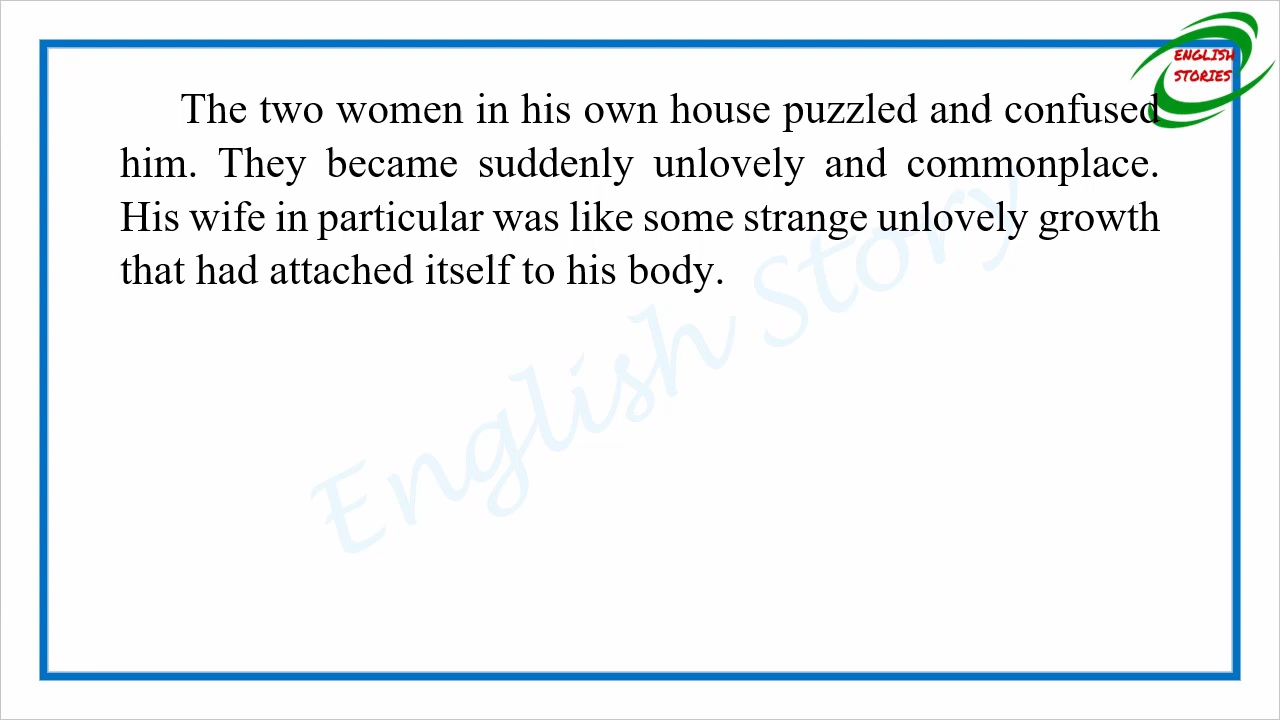 ENGLISH
STORIES
The two women in his own house puzzled and confused
him. They became suddenly unlovely and commonplace.
His wife in particular was like some strange unlovely growth
that had attached itself to his body.
English Story